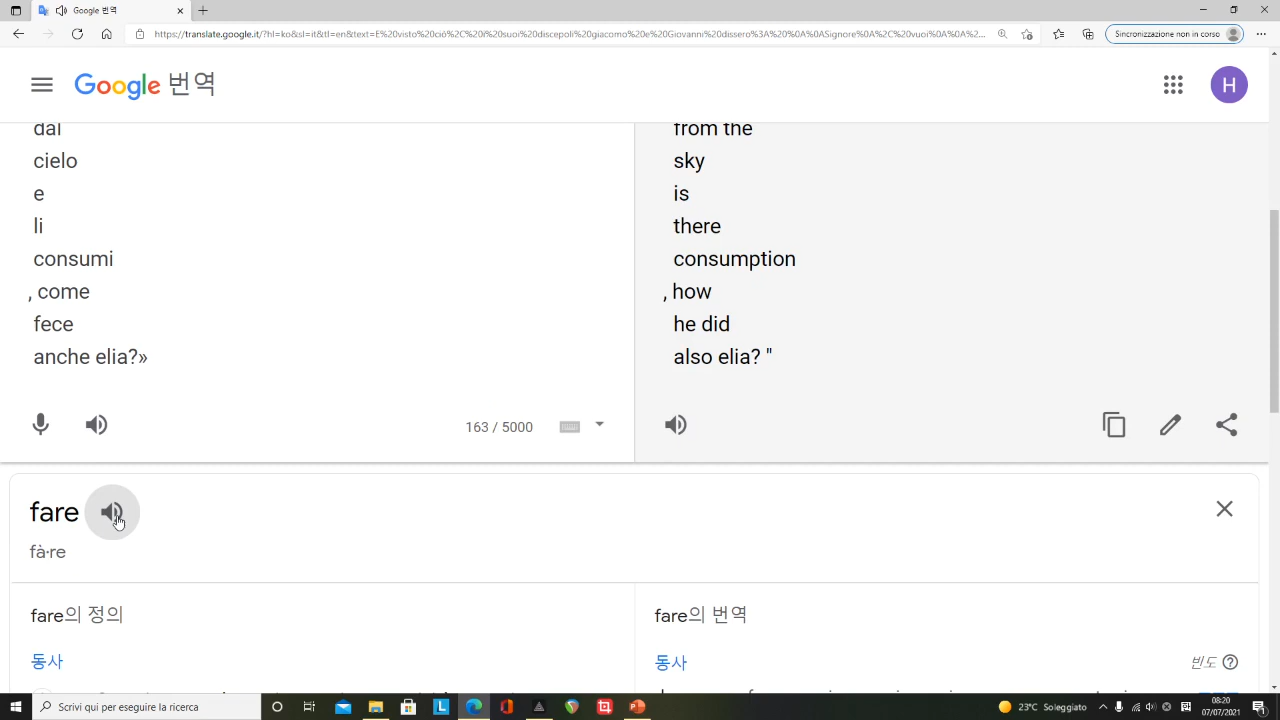 Google 번역
https://translate.google.it/?hl=ko&sl=it&tl=en&text=E%20visto%20ciò%2C%20i%20suoi%20discepoli%20giacomo%20e%20Giovanni%20dissero%3A%20%0A%0ASignore%0A%2C%20vuoi%0A%0A%2...
Sincronizzazione non in corso
Google 번역
H
dal
from the
cielo
sky
e
is
li
there
consumi
consumption
, come
, how
fece
he did
anche elia?»
also elia? "
163 / 5000
fare
fà·re
fare의 정의
fare의 번역
동사
동사
빈도
Scrivi qui per eseguire la ricerca
23°C Soleggiato
08:20
07/07/2021